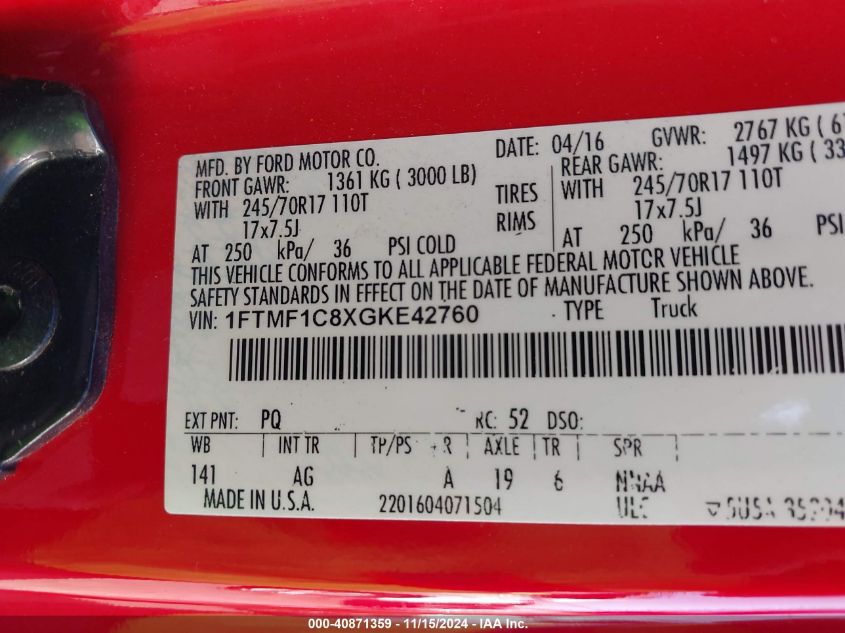 MFD. BY FORD MOTOR CO. DATE: 04/16 GVWR: 2767 KG (
FRONT GAWR: 1361 KG ( 3000 LB) REAR GAWR: 1497 KG (
WITH 245/70R17 110T TIRES WITH 245/70R17 110T
17x7.5J RIMS 17x7.5J
AT 250 kPa/ 36 PSI COLD AT 250 kPa/ 36 PSI
THIS VEHICLE CONFORMS TO ALL APPLICABLE FEDERAL MOTOR VEHICLE
SAFETY STANDARDS IN EFFECT ON THE DATE OF MANUFACTURE SHOWN ABOVE.
VIN: 1FTMF1C8XGKE42760 TYPE Truck
EXT PNT: PQ RC: 52 DSO:
WB INT TR TP/PS R AXLE TR SPR
141 AG A 19 6 NNAA
MADE IN U.S.A. 2201604071504
000-40871359 - 11/15/2024 - IAA Inc.